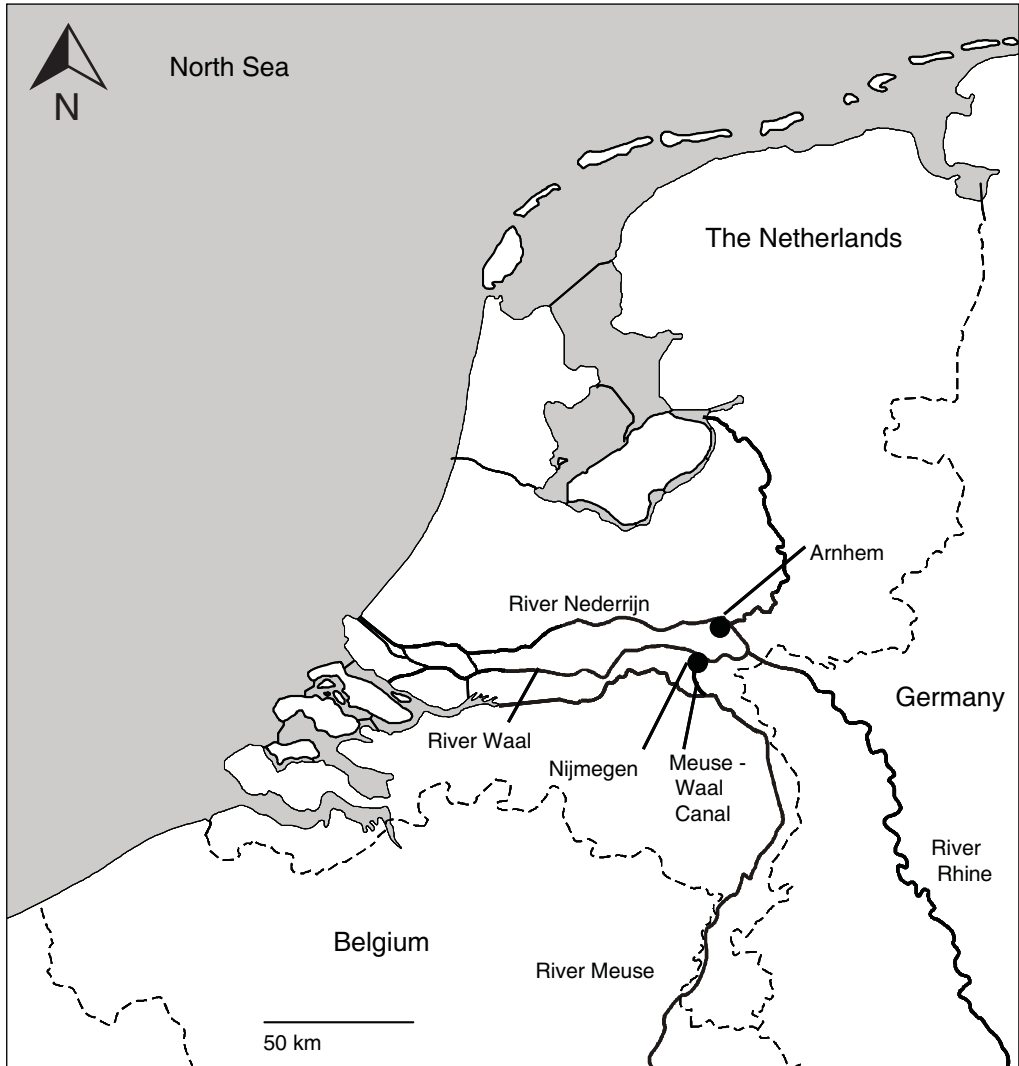 North Sea
N
The Netherlands
Arnhem
River Nederrijn
Germany
River Waal
Nijmegen
Meuse -
Waal
Canal
River
Rhine
Belgium
River Meuse
50 km